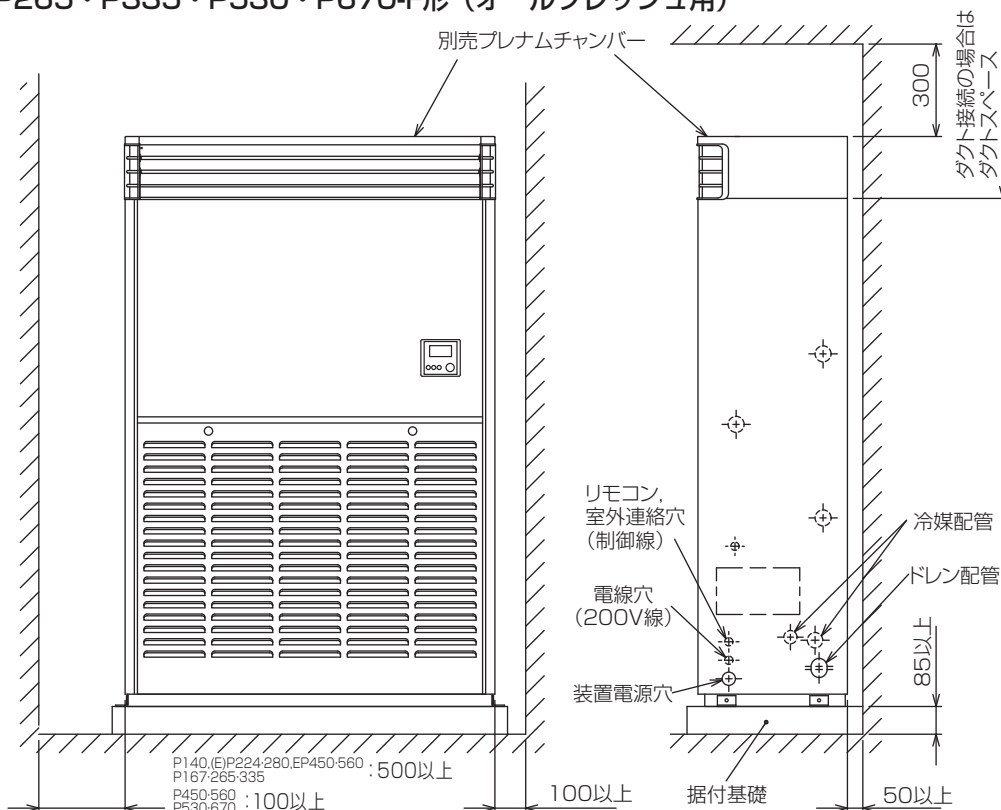 P265・P335・P530・P670-F形（オールフレッシュ用）
別売プレナムチャンバー
300
ダクト接続の場合は
ダクトスペース
リモコン,
室外連絡穴
（制御線）
電線穴
（200V線）
装置電源穴
冷媒配管
ドレン配管
85以上
P140,(E)P224·280,EP450·560
P167·265·335
：500以上
P450·560
P530·670
：100以上
100以上
据付基礎
50以上